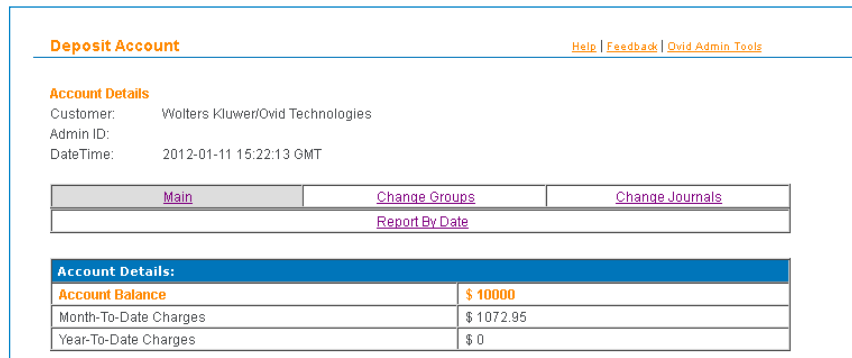 Deposit Account Help | Feedback | Ovid Admin Tools
Account Details
Customer: Wolters Kluwer/Ovid Technologies
Admin ID:
DateTime: 2012-01-11 15:22:13 GMT
Main Change Groups Change Journals
Report By Date
Account Details:
Account Balance $ 10000
Month-To-Date Charges $ 1072.95
Year-To-Date Charges $ 0